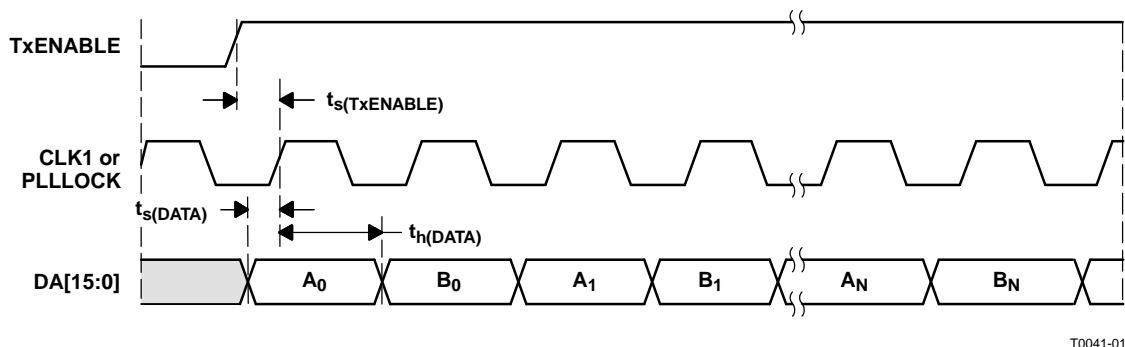 TxENABLE
ts(TxENABLE)
CLK1 or
PLLLOCK
ts(DATA)
th(DATA)
DA[15:0]
A0
B0
A1
B1
AN
BN
T0041-01